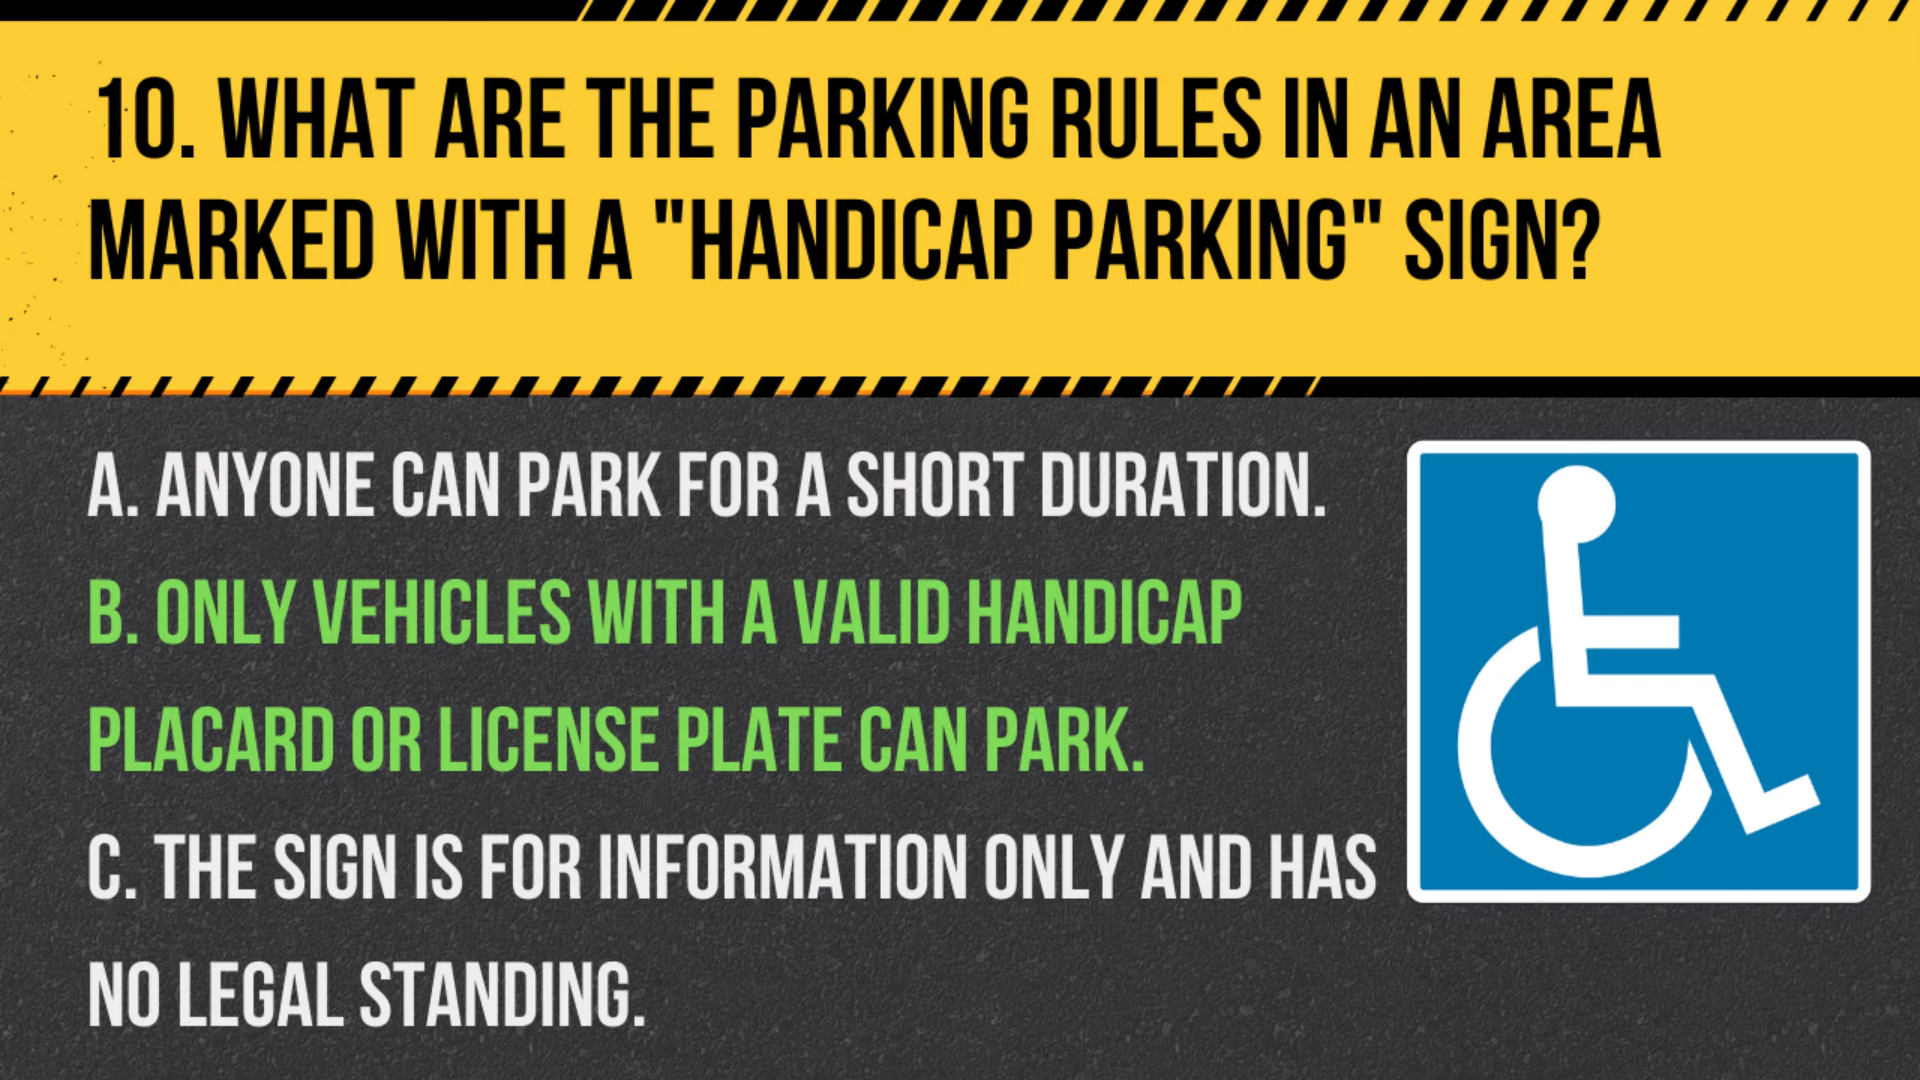 10. WHAT ARE THE PARKING RULES IN AN AREA
MARKED WITH A "HANDICAP PARKING" SIGN?
A. ANYONE CAN PARK FOR A SHORT DURATION.
B. ONLY VEHICLES WITH A VALID HANDICAP
PLACARD OR LICENSE PLATE CAN PARK.
C. THE SIGN IS FOR INFORMATION ONLY AND HAS
NO LEGAL STANDING.